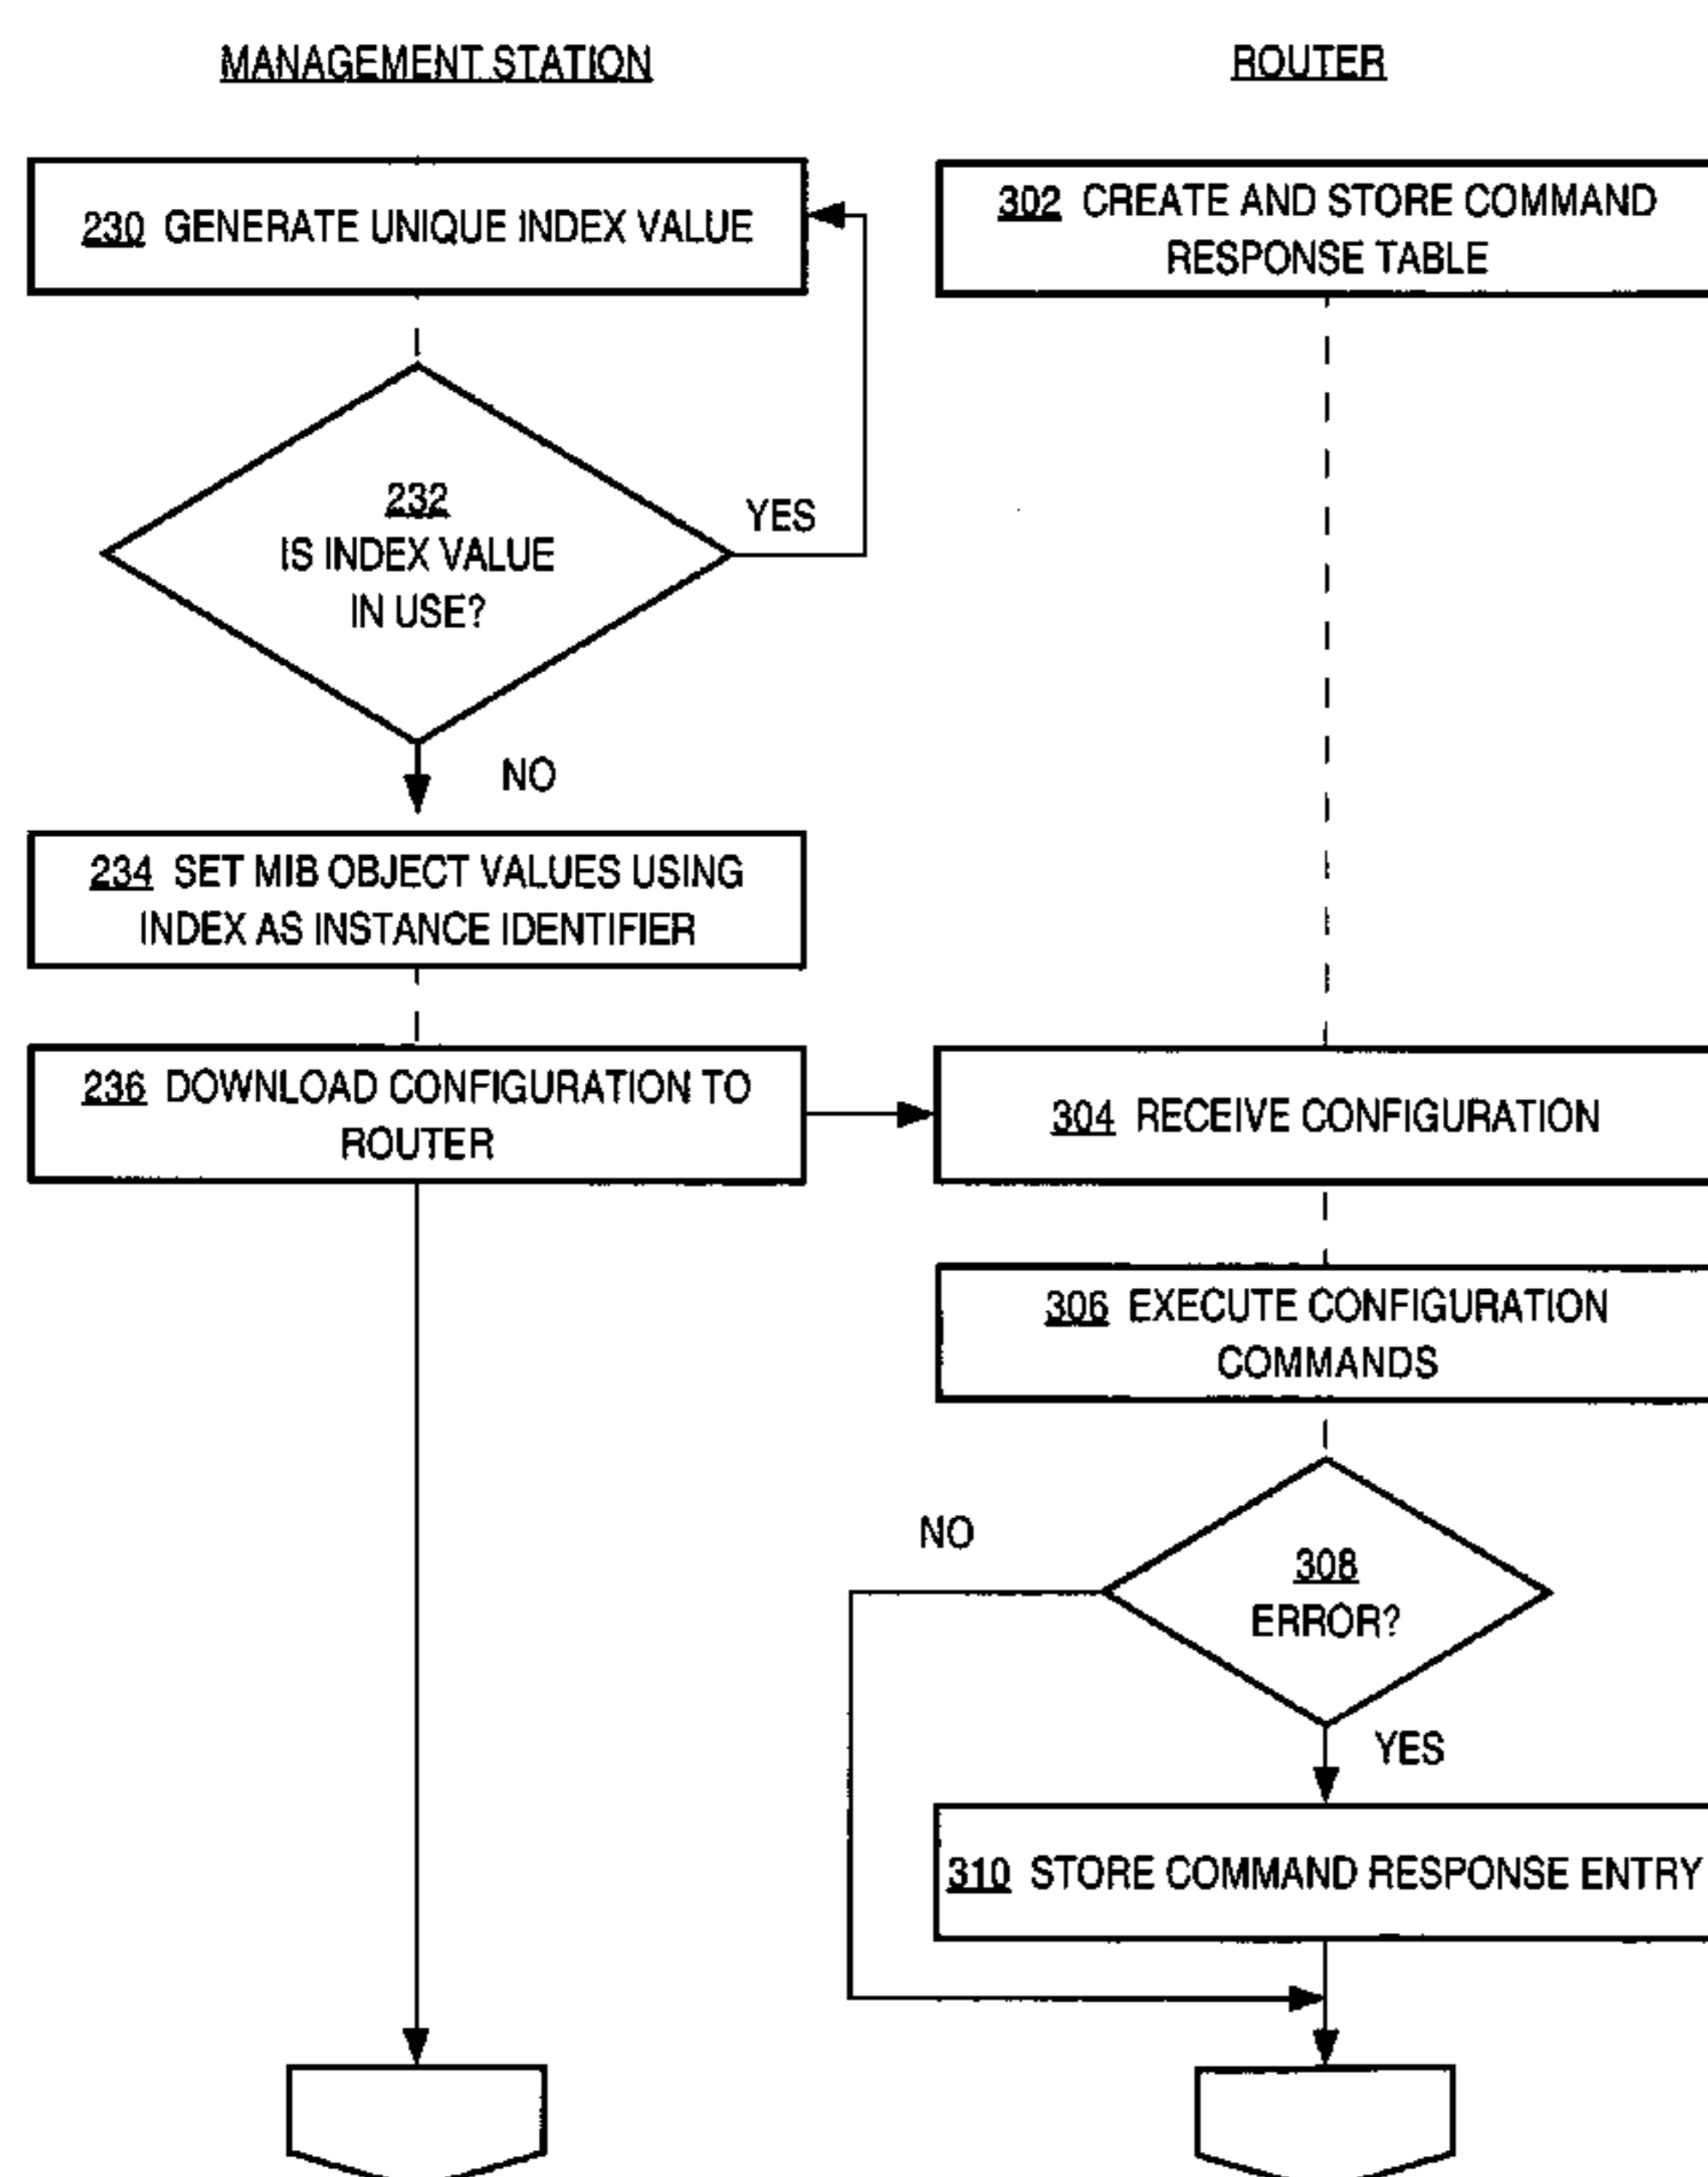 MANAGEMENT STATION
ROUTER
230 GENERATE UNIQUE INDEX VALUE
302 CREATE AND STORE COMMAND
RESPONSE TABLE
232
IS INDEX VALUE
IN USE?
YES
NO
234 SET MIB OBJECT VALUES USING
INDEX AS INSTANCE IDENTIFIER
236 DOWNLOAD CONFIGURATION TO
ROUTER
304 RECEIVE CONFIGURATION
306 EXECUTE CONFIGURATION
COMMANDS
NO
308
ERROR?
YES
310 STORE COMMAND RESPONSE ENTRY